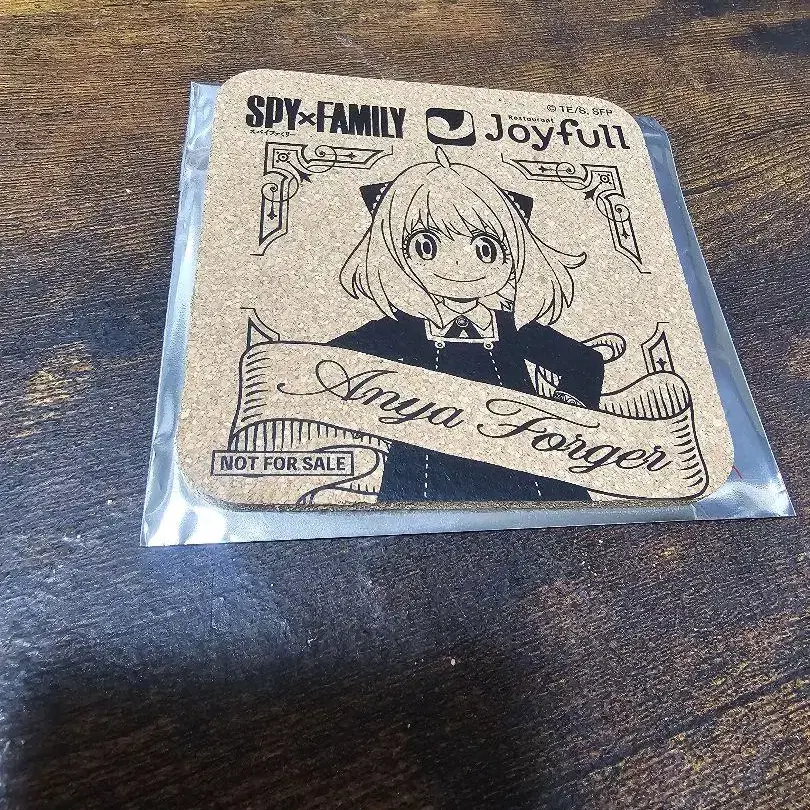 SPY×FAMILY
スパイファミリー
© TE/S, SFP
Restaurant
Joyfull
Anya Forger
NOT FOR SALE